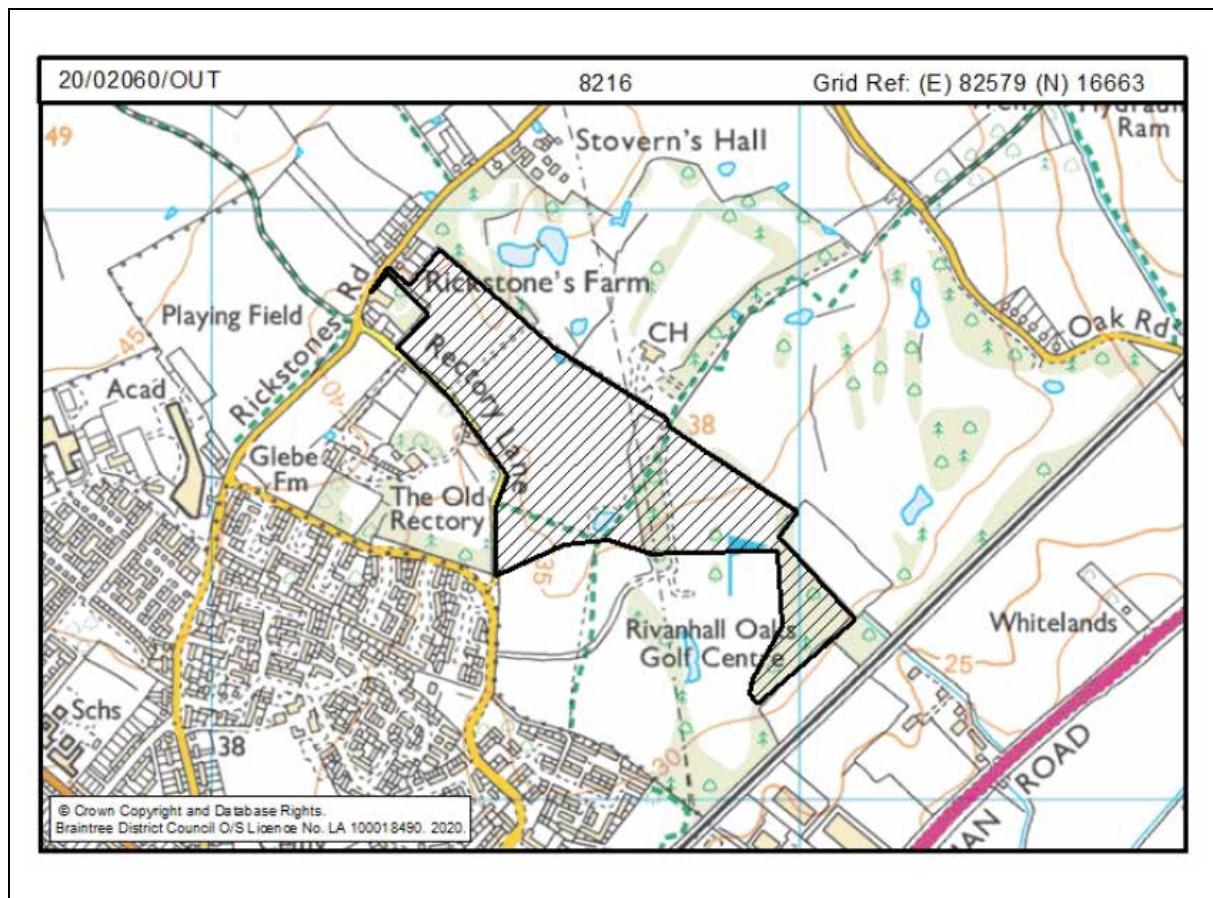 20/02060/OUT 8216 Grid Ref: (E) 82579 (N) 16663
49
Stovern's Hall
Ram
Rickstone's Farm
Playing Field
Rickstones Rd
45
CH
Oak Rd
Acad
40
Rectory Lane
38
Glebe
Fm
The Old
Rectory
35
Rivanhall Oaks
Golf Centre
Whitelands
25
Schs
38
30
ROAD
© Crown Copyright and Database Rights.
Braintree District Council O/S Licence No. LA 100018490. 2020.